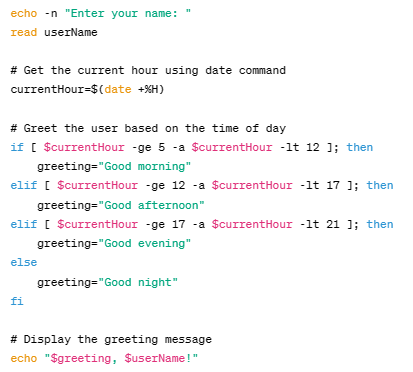 echo -n "Enter your name: "
read userName

# Get the current hour using date command
currentHour=$(date +%H)

# Greet the user based on the time of day
if [ $currentHour -ge 5 -a $currentHour -lt 12 ]; then
    greeting="Good morning"
elif [ $currentHour -ge 12 -a $currentHour -lt 17 ]; then
    greeting="Good afternoon"
elif [ $currentHour -ge 17 -a $currentHour -lt 21 ]; then
    greeting="Good evening"
else
    greeting="Good night"
fi

# Display the greeting message
echo "$greeting, $userName!"